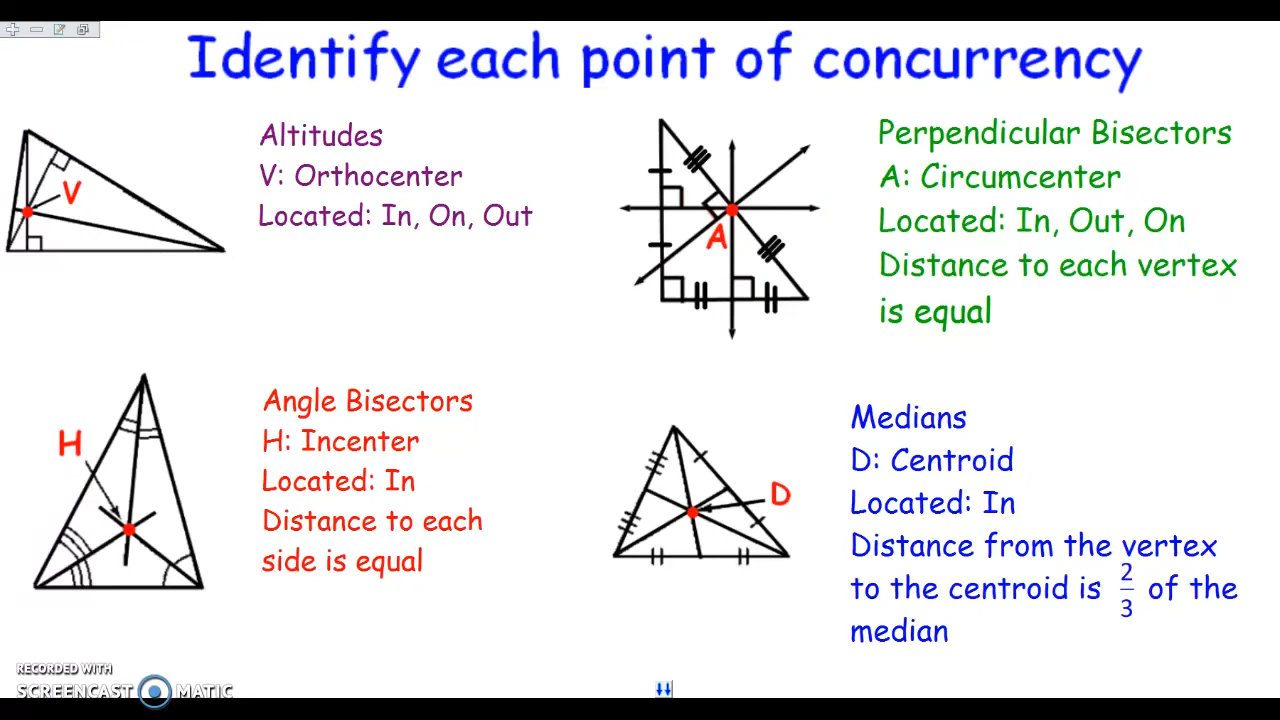 Identify each point of concurrency
Altitudes
V: Orthocenter
Located: In, On, Out
V
Perpendicular Bisectors
A: Circumcenter
Located: In, Out, On
Distance to each vertex
is equal
A
Angle Bisectors
H: Incenter
Located: In
Distance to each
side is equal
H
Medians
D: Centroid
Located: In
Distance from the vertex
to the centroid is 2/3 of the
median
D
RECORDED WITH
SCREENCAST MATIC